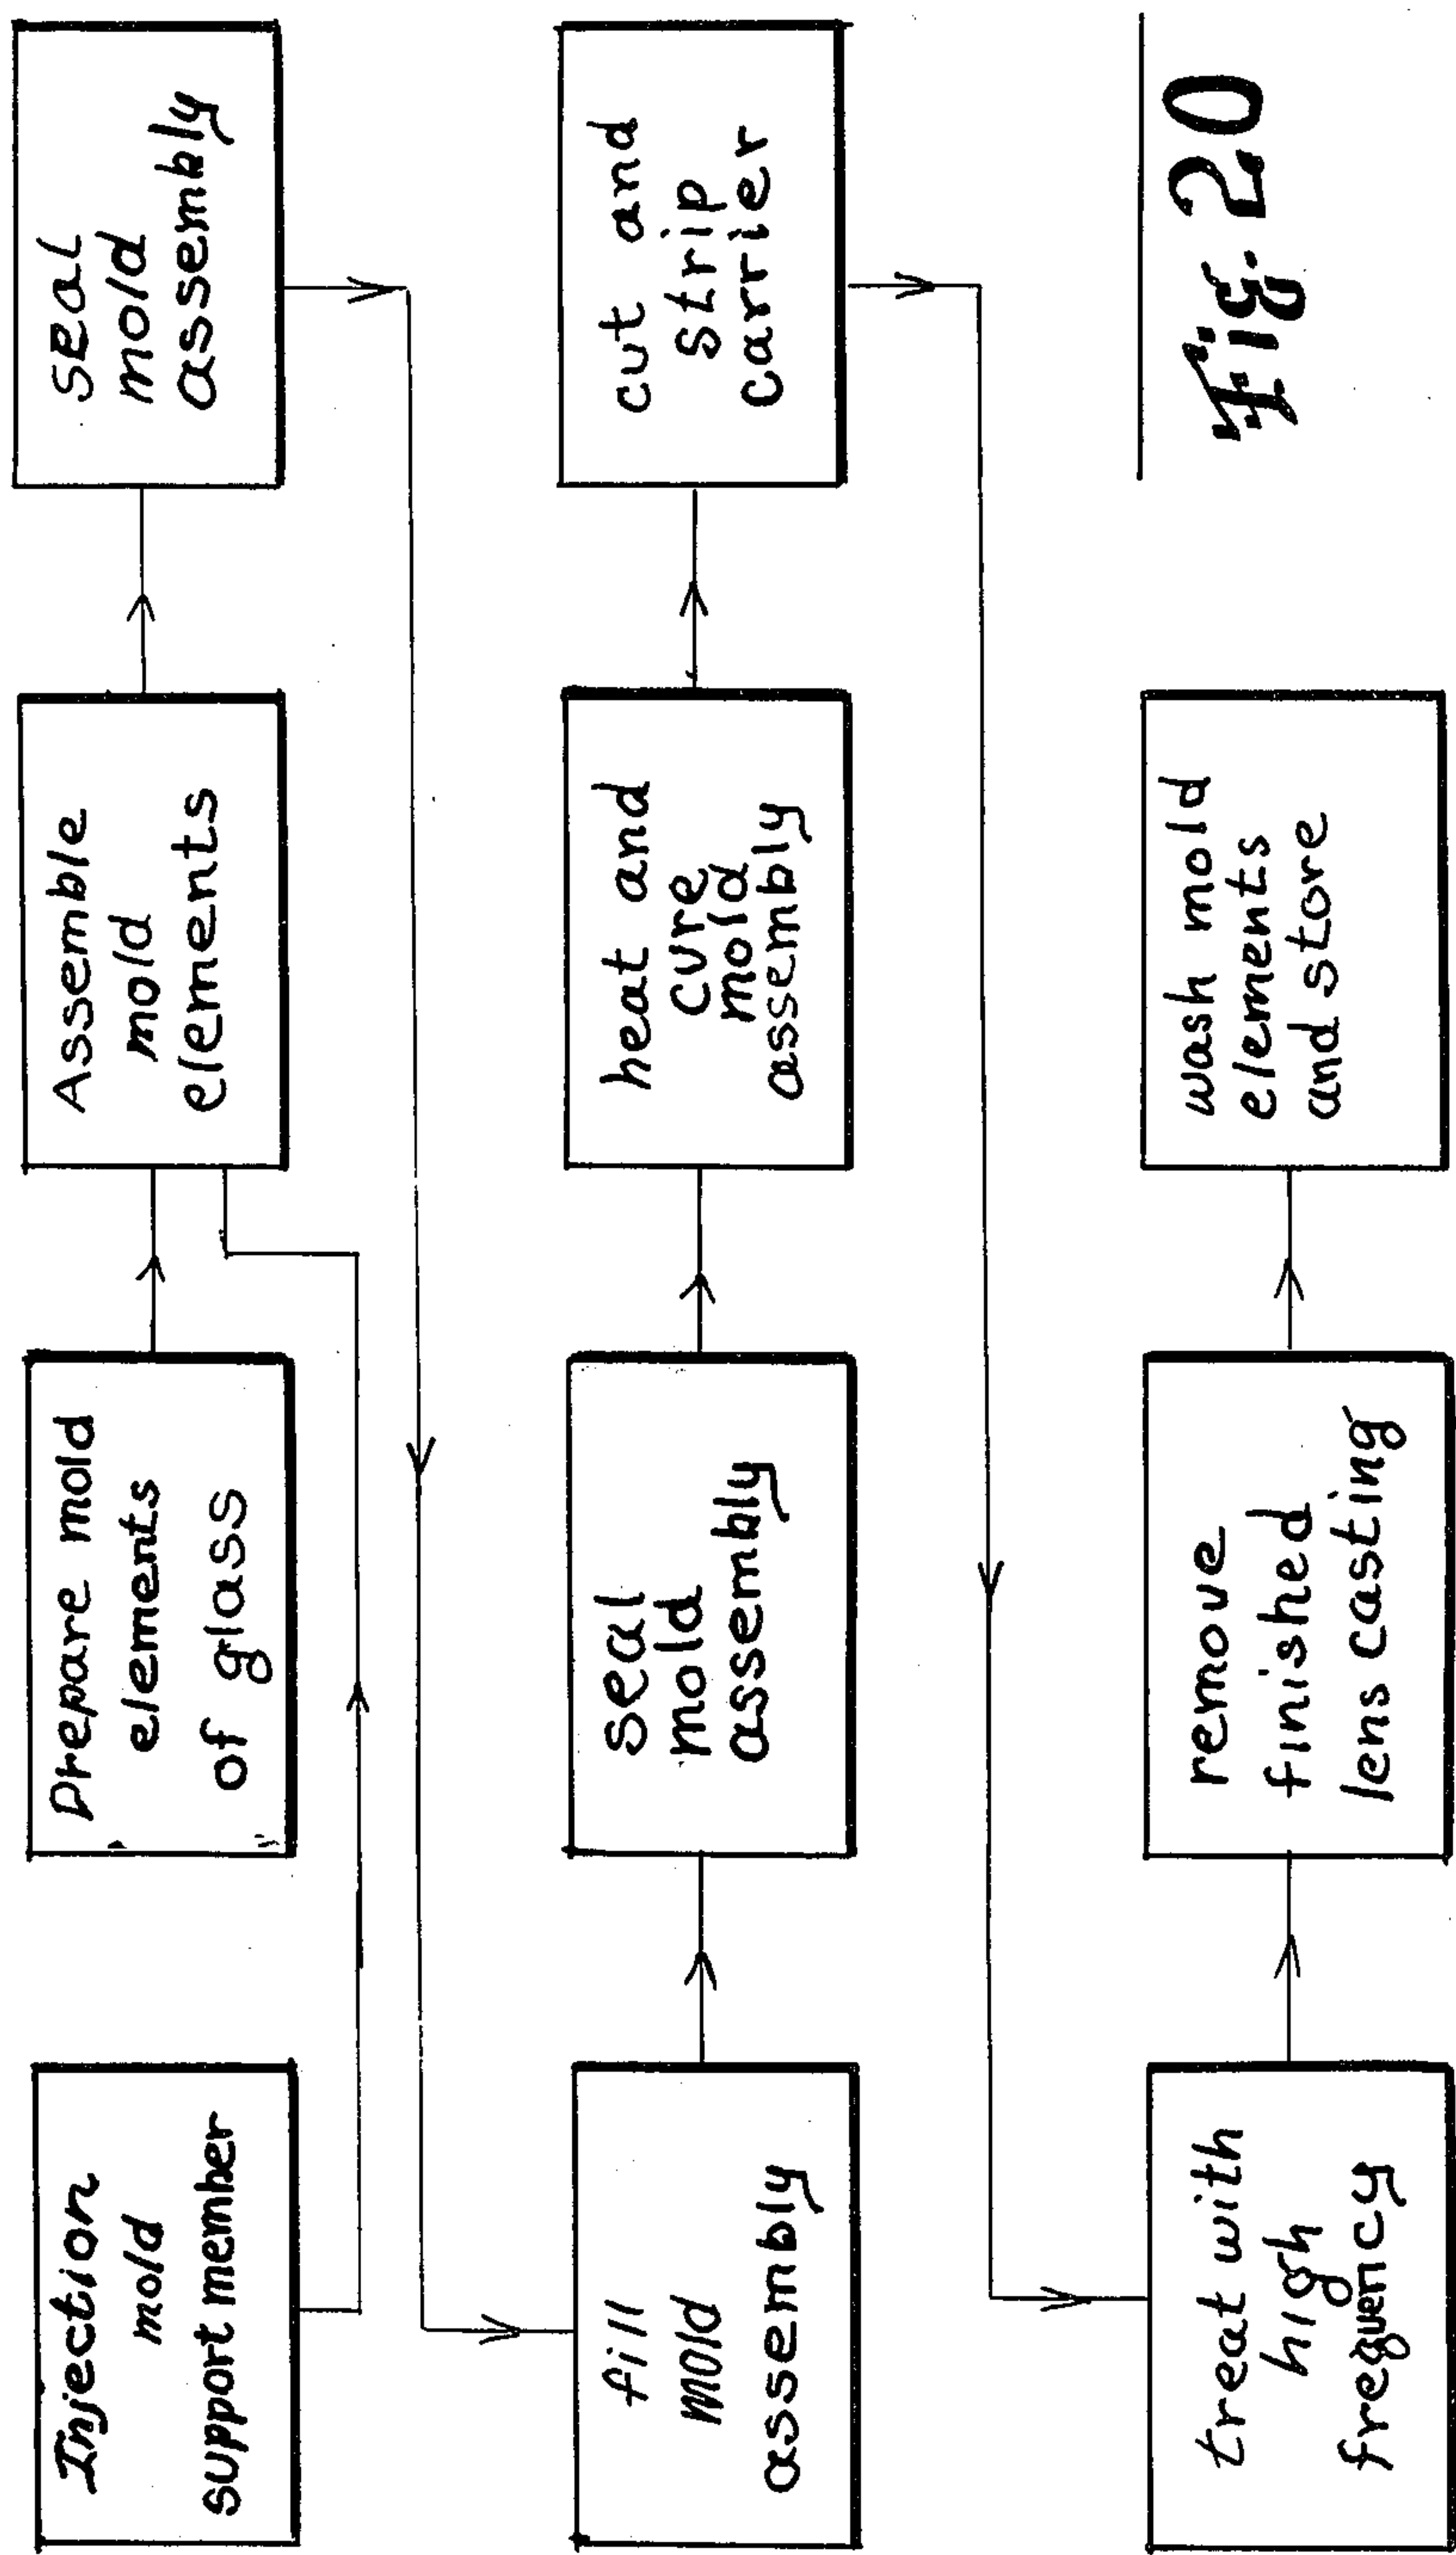 Injection
mold
support member
Prepare mold
elements
of glass
Assemble
mold
elements
seal
mold
assembly
fill
mold
assembly
seal
mold
assembly
heat and
cure
mold
assembly
cut and
strip
carrier
treat with
high
frequency
remove
finished
lens casting
wash mold
elements
and store
Fig. 20